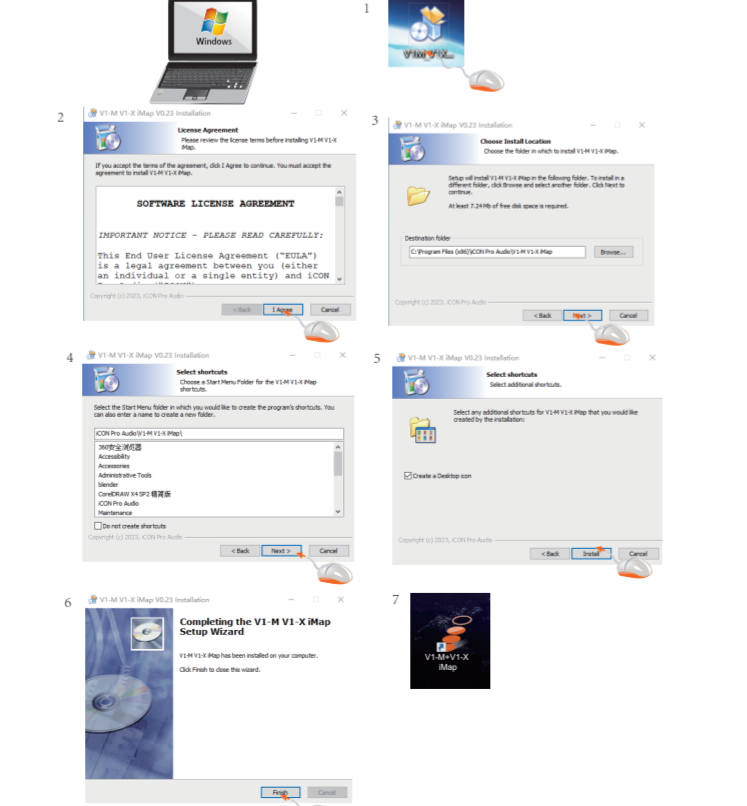 Windows
1
V1MV1X...
2
V1-M V1-X iMap V0.23 Installation
License Agreement
Please review the license terms before installing V1-M V1-X
iMap.
If you accept the terms of the agreement, click I Agree to continue. You must accept the
agreement to install V1-M V1-X iMap.
SOFTWARE LICENSE AGREEMENT
IMPORTANT NOTICE – PLEASE READ CAREFULLY:
This End User License Agreement (“EULA”)
is a legal agreement between you (either
an individual or a single entity) and iCON
Copyright (c) 2023, iCON Pro Audio
< Back
I Agree
Cancel
3
V1-M V1-X iMap V0.23 Installation
Choose Install Location
Choose the folder in which to install V1-M V1-X iMap.
Setup will install V1-M V1-X iMap in the following folder. To install in a
different folder, click Browse and select another folder. Click Next to
continue.
At least 7.24 Mb of free disk space is required.
Destination folder
C:\Program Files (x86)\iCON Pro Audio\V1-M V1-X iMap
Browse...
Copyright (c) 2023, iCON Pro Audio
< Back
Next >
Cancel
4
V1-M V1-X iMap V0.23 Installation
Select shortcuts
Choose a Start Menu Folder for the V1-M V1-X iMap
shortcuts.
Select the Start Menu folder in which you would like to create the program's shortcuts. You
can also enter a name to create a new folder.
iCON Pro Audio\V1-M V1-X iMap\
360安全浏览器
Accessibility
Accessories
Administrative Tools
blender
CorelDRAW X4 SP2 精简版
iCON Pro Audio
Maintenance
Do not create shortcuts
Copyright (c) 2023, iCON Pro Audio
< Back
Next >
Cancel
5
V1-M V1-X iMap V0.23 Installation
Select shortcuts
Select additional shortcuts.
Select any additional shortcuts for V1-M V1-X iMap that you would like
created by the installation:
Create a Desktop icon
Copyright (c) 2023, iCON Pro Audio
< Back
Install
Cancel
6
V1-M V1-X iMap V0.23 Installation
Completing the V1-M V1-X iMap
Setup Wizard
V1-M V1-X iMap has been installed on your computer.
Click Finish to close this wizard.
Finish
Cancel
7
V1-M+V1-X
iMap